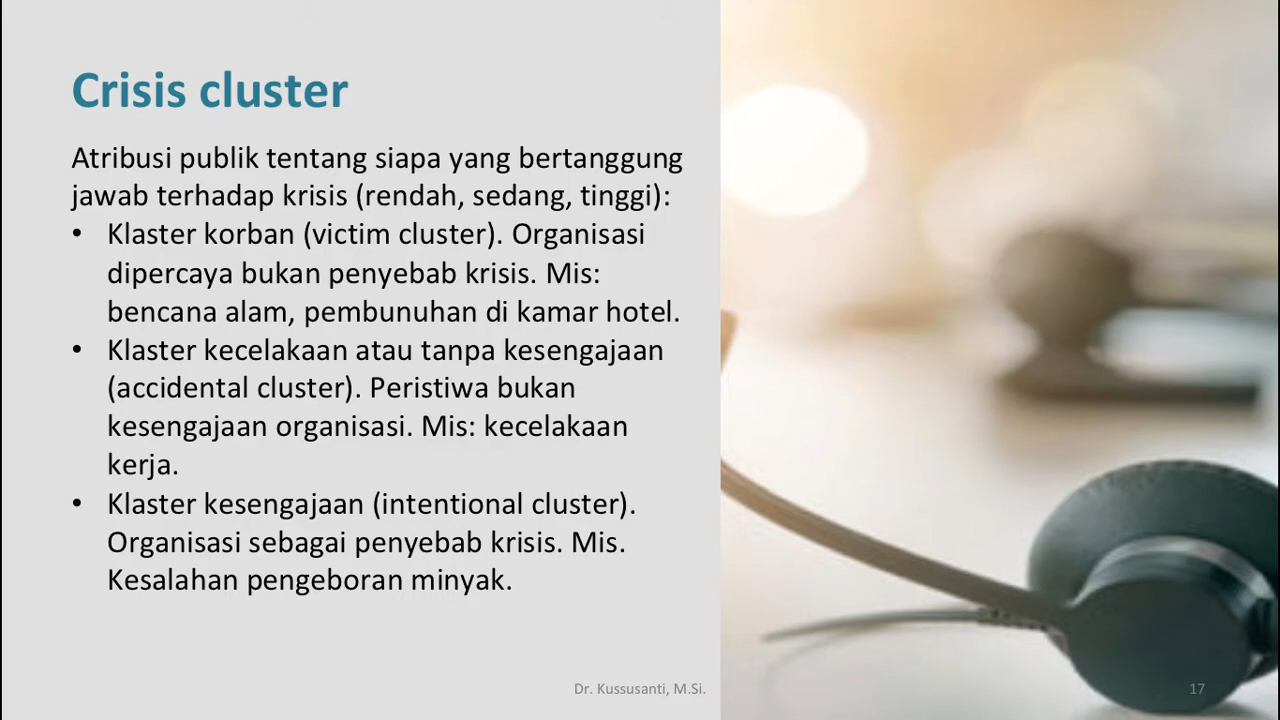 Crisis cluster
Atribusi publik tentang siapa yang bertanggung
jawab terhadap krisis (rendah, sedang, tinggi):
• Klaster korban (victim cluster). Organisasi
dipercaya bukan penyebab krisis. Mis:
bencana alam, pembunuhan di kamar hotel.
• Klaster kecelakaan atau tanpa kesengajaan
(accidental cluster). Peristiwa bukan
kesengajaan organisasi. Mis: kecelakaan
kerja.
• Klaster kesengajaan (intentional cluster).
Organisasi sebagai penyebab krisis. Mis.
Kesalahan pengeboran minyak.
Dr. Kussusanti, M.Si.
17